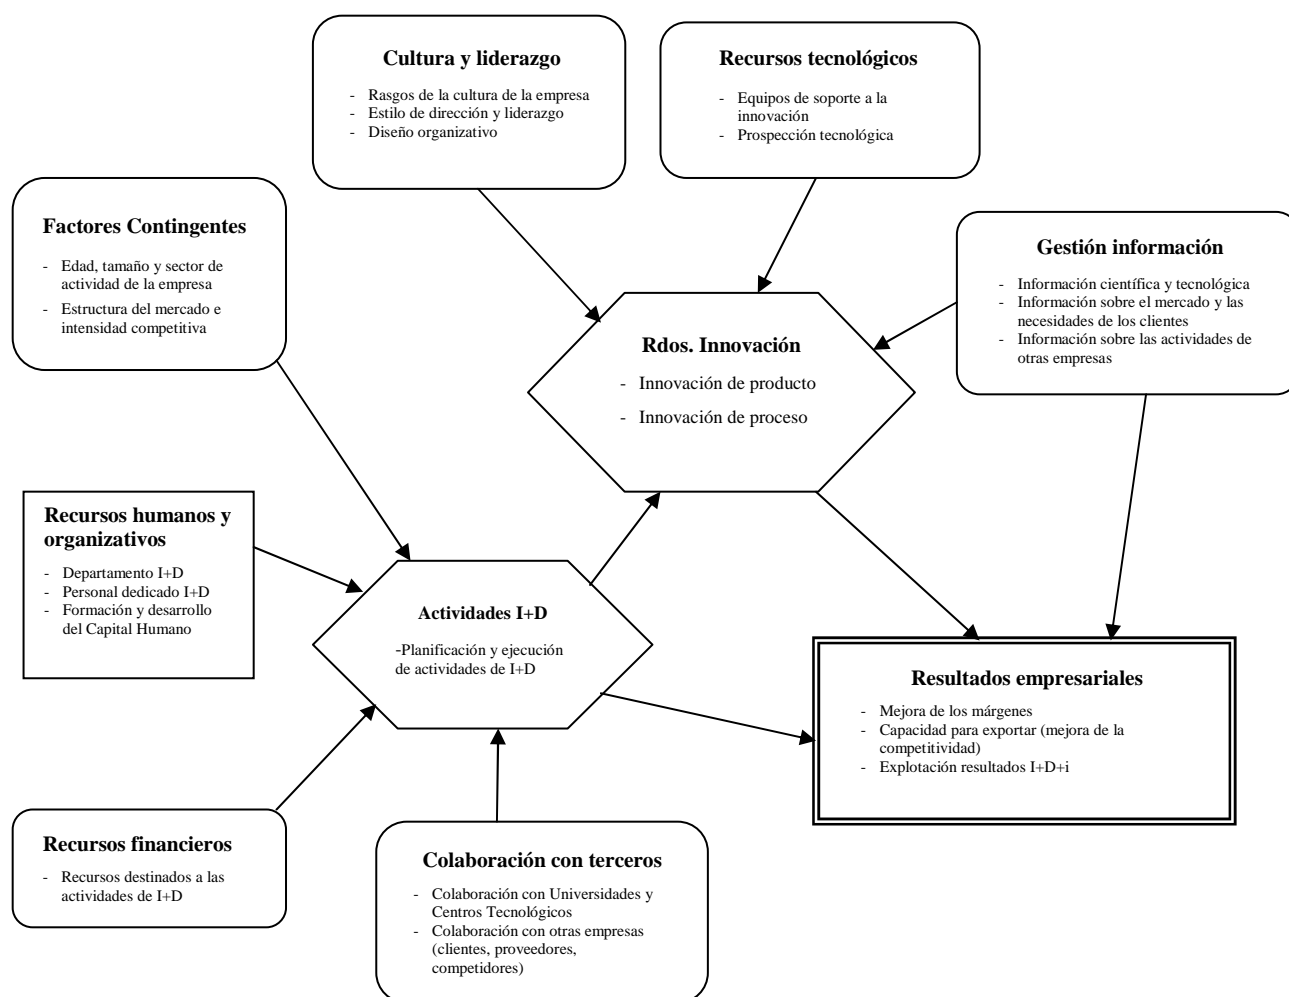 Cultura y liderazgo
- Rasgos de la cultura de la empresa
- Estilo de dirección y liderazgo
- Diseño organizativo
Recursos tecnológicos
- Equipos de soporte a la
innovación
- Prospección tecnológica
Factores Contingentes
- Edad, tamaño y sector de
actividad de la empresa
- Estructura del mercado e
intensidad competitiva
Gestión información
- Información científica y tecnológica
- Información sobre el mercado y las
necesidades de los clientes
- Información sobre las actividades de
otras empresas
Rdos. Innovación
- Innovación de producto
- Innovación de proceso
Recursos humanos y
organizativos
- Departamento I+D
- Personal dedicado I+D
- Formación y desarrollo
del Capital Humano
Actividades I+D
-Planificación y ejecución
de actividades de I+D
Resultados empresariales
- Mejora de los márgenes
- Capacidad para exportar (mejora de la
competitividad)
- Explotación resultados I+D+i
Recursos financieros
- Recursos destinados a las
actividades de I+D
Colaboración con terceros
- Colaboración con Universidades y
Centros Tecnológicos
- Colaboración con otras empresas
(clientes, proveedores,
competidores)